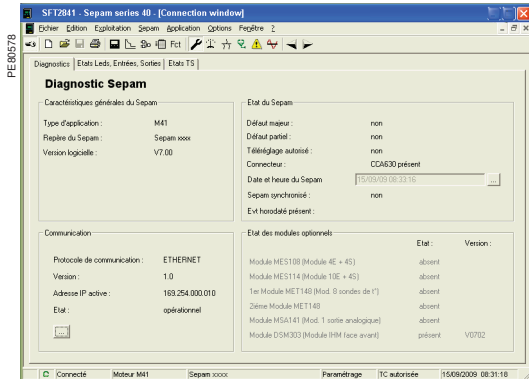 PE80578
SFT2841 - Sepam series 40 - [Connection window]
Fichier Edition Exploitation Sepam Application Options Fenêtre ?
Fct
Diagnostics Etats Leds, Entrées, Sorties Etats TS
Diagnostic Sepam
Caractéristiques générales du Sepam
Type d'application : M41
Repère du Sepam : Sepam xxxx
Version logicielle : V7.00
Etat du Sepam
Défaut majeur : non
Défaut partiel : non
Téléréglage autorisé : non
Connecteur : CCA630 présent
Date et heure du Sepam 15/09/09 08:33:16 ...
Sepam synchronisé : non
Evt horodaté présent :
Communication
Protocole de communication : ETHERNET
Version : 1.0
Adresse IP active : 169.254.000.010
Etat : opérationnel
...
Etat des modules optionnels
Etat : Version :
Module MES108 (Module 4E + 4S) absent
Module MES114 (Module 10E + 4S) absent
1er Module MET148 (Mod. 8 sondes de t°) absent
2ième Module MET148 absent
Module MSA141 (Mod. 1 sortie analogique) absent
Module DSM303 (Module IHM face avant) présent V0702
Connecté Moteur M41 Sepam xxxx Paramétrage TC autorisée 15/09/2009 08:31:18